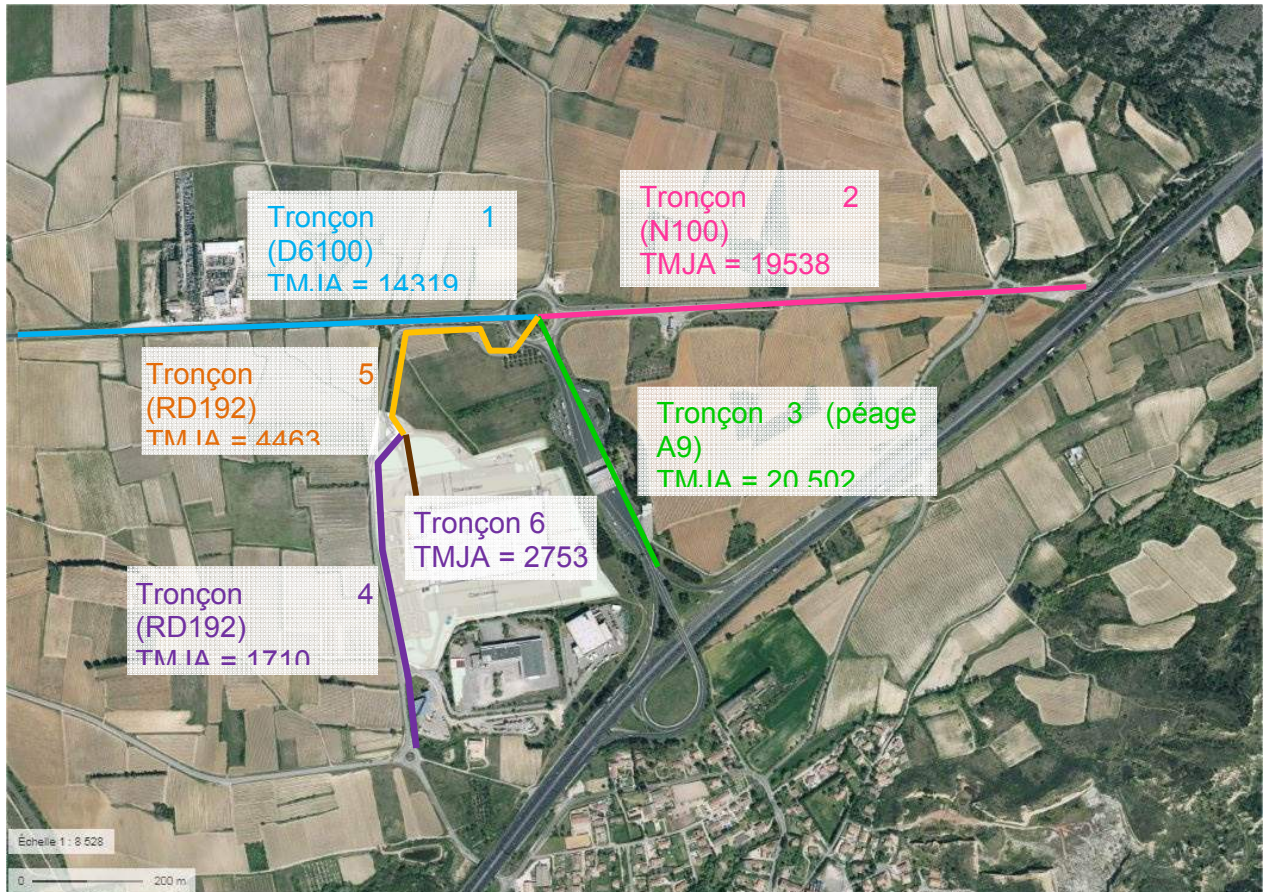 Tronçon 1
(D6100)
TMJA = 14319
Tronçon 2
(N100)
TMJA = 19538
Tronçon 5
(RD192)
TMJA = 4463
Tronçon 3 (péage
A9)
TMJA = 20 502
Tronçon 6
TMJA = 2753
Tronçon 4
(RD192)
TMJA = 1710
Échelle 1 : 8 528
0 200 m